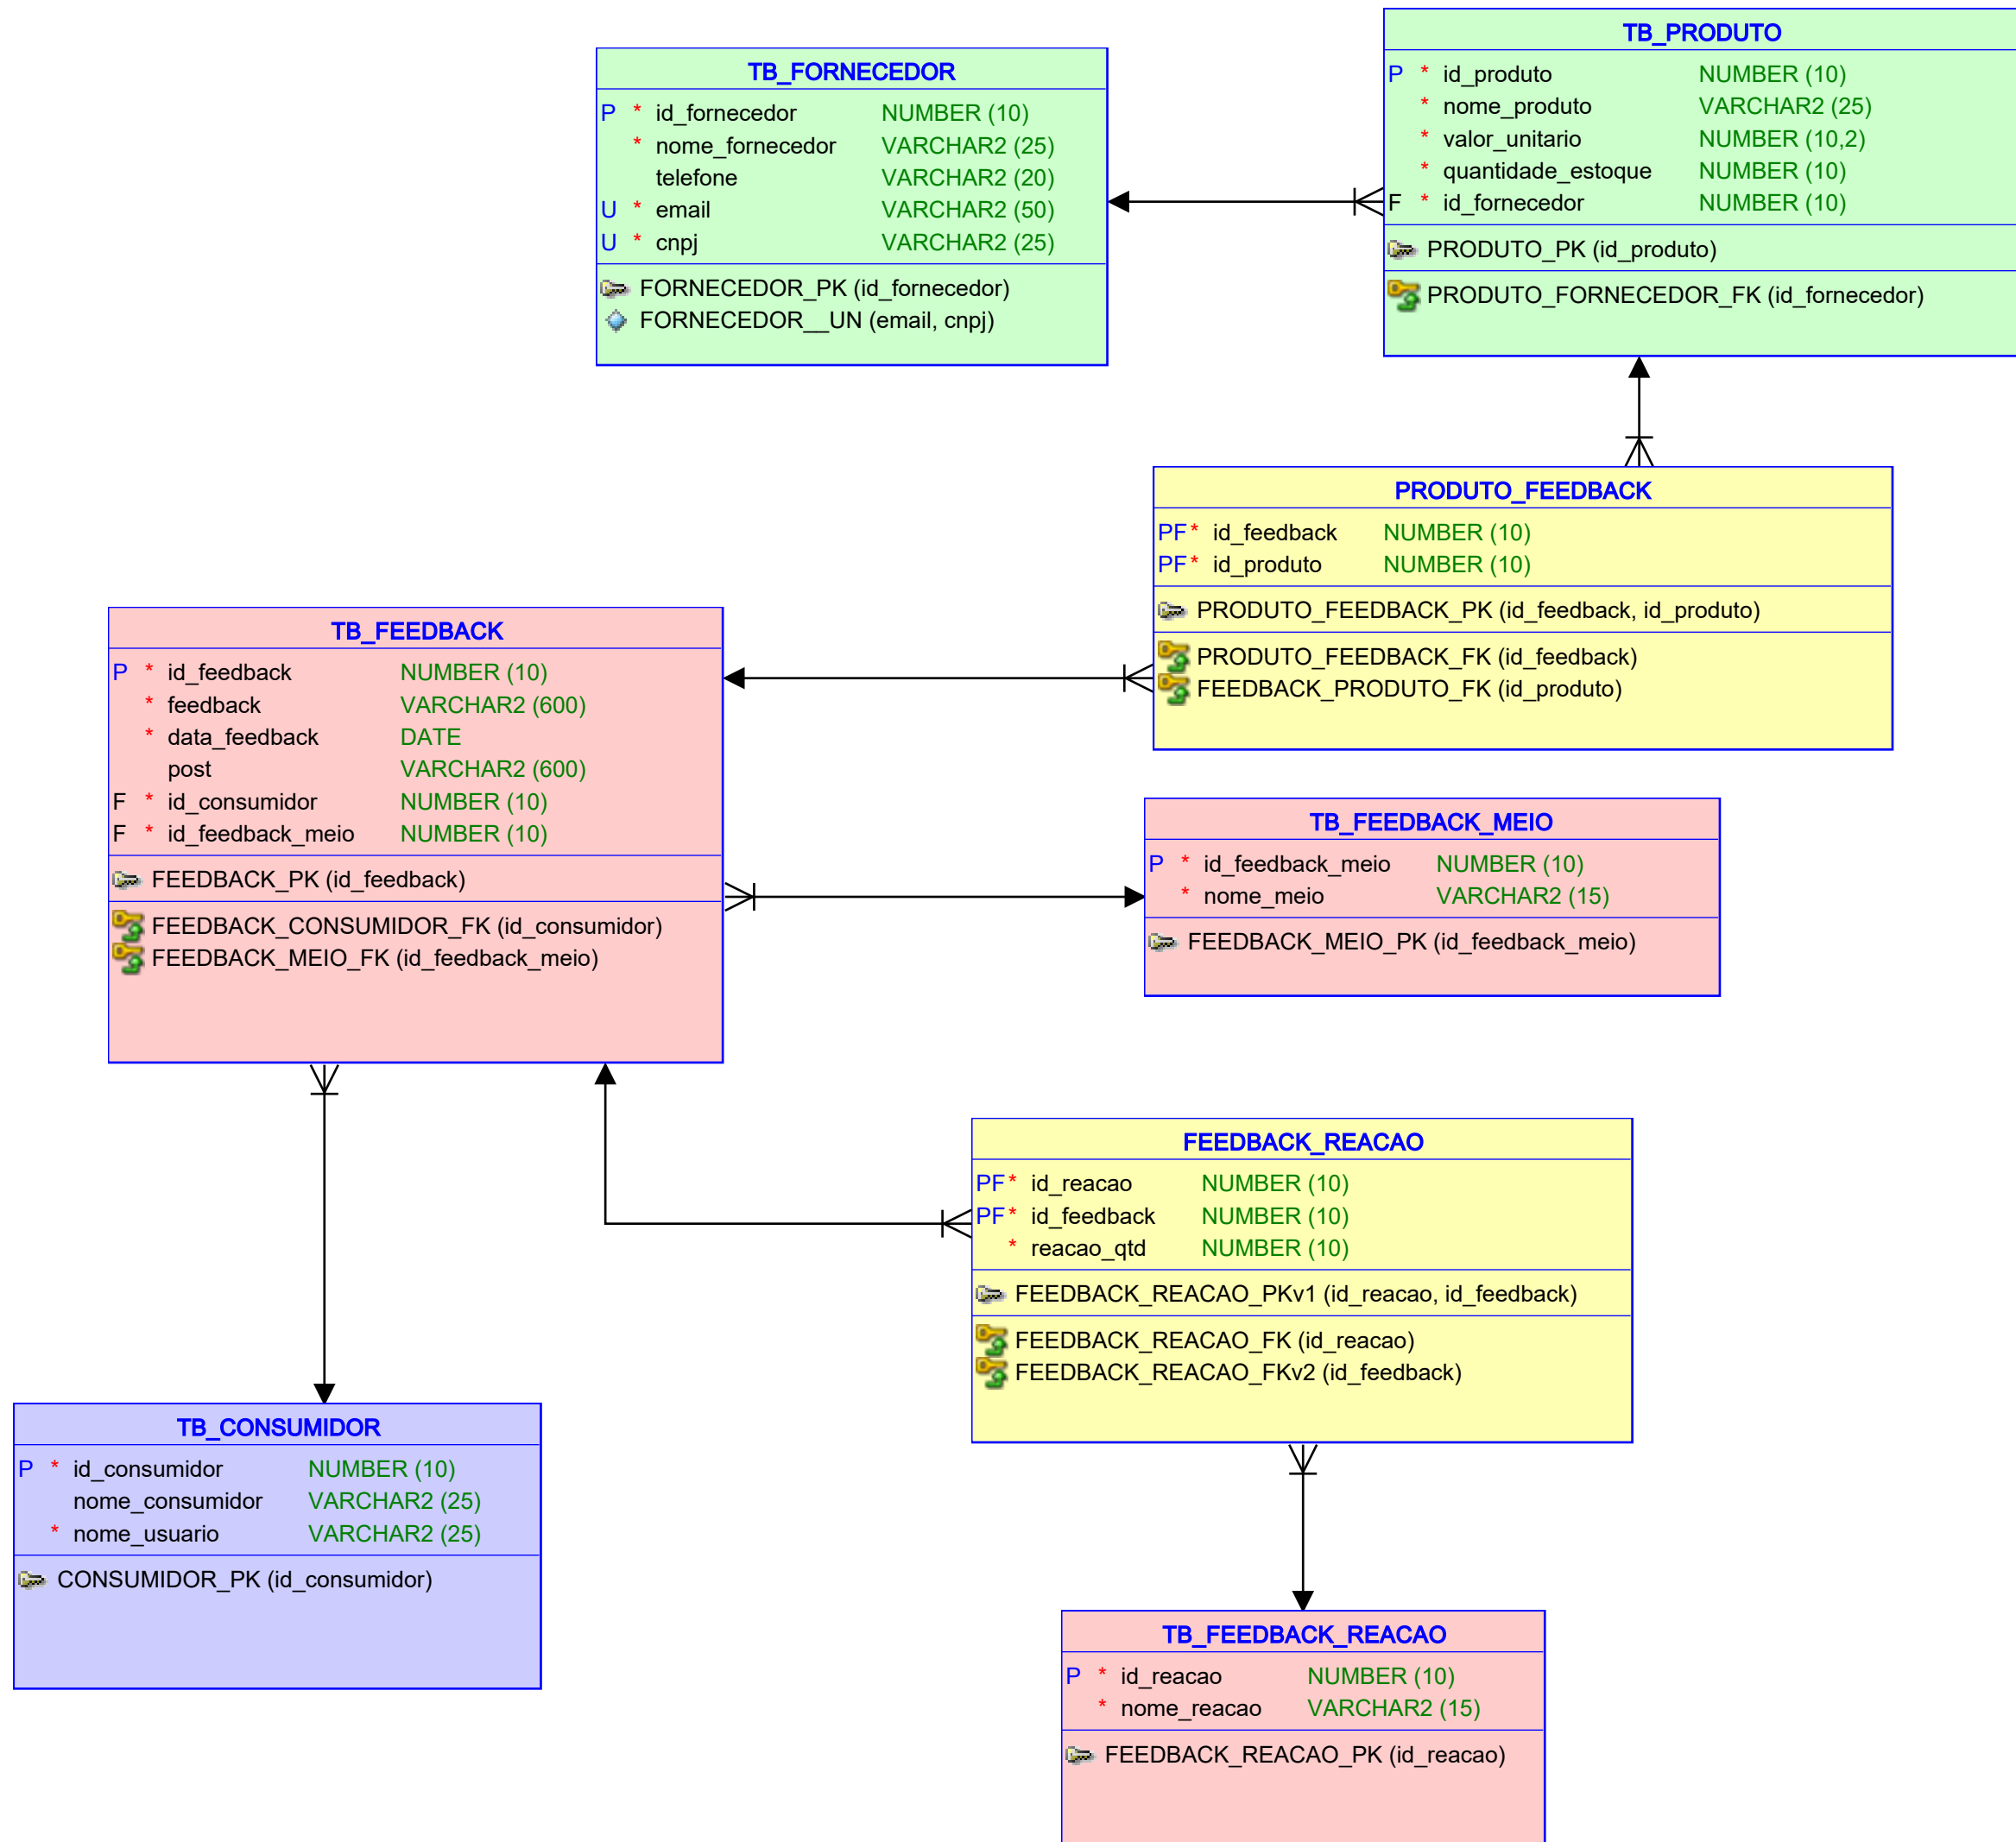 TB_FORNECEDOR
P * id_fornecedor NUMBER (10)
* nome_fornecedor VARCHAR2 (25)
telefone VARCHAR2 (20)
U * email VARCHAR2 (50)
U * cnpj VARCHAR2 (25)
FORNECEDOR_PK (id_fornecedor)
FORNECEDOR__UN (email, cnpj)
TB_PRODUTO
P * id_produto NUMBER (10)
* nome_produto VARCHAR2 (25)
* valor_unitario NUMBER (10,2)
* quantidade_estoque NUMBER (10)
F * id_fornecedor NUMBER (10)
PRODUTO_PK (id_produto)
PRODUTO_FORNECEDOR_FK (id_fornecedor)
PRODUTO_FEEDBACK
PF* id_feedback NUMBER (10)
PF* id_produto NUMBER (10)
PRODUTO_FEEDBACK_PK (id_feedback, id_produto)
PRODUTO_FEEDBACK_FK (id_feedback)
FEEDBACK_PRODUTO_FK (id_produto)
TB_FEEDBACK
P * id_feedback NUMBER (10)
* feedback VARCHAR2 (600)
* data_feedback DATE
post VARCHAR2 (600)
F * id_consumidor NUMBER (10)
F * id_feedback_meio NUMBER (10)
FEEDBACK_PK (id_feedback)
FEEDBACK_CONSUMIDOR_FK (id_consumidor)
FEEDBACK_MEIO_FK (id_feedback_meio)
TB_FEEDBACK_MEIO
P * id_feedback_meio NUMBER (10)
* nome_meio VARCHAR2 (15)
FEEDBACK_MEIO_PK (id_feedback_meio)
FEEDBACK_REACAO
PF* id_reacao NUMBER (10)
PF* id_feedback NUMBER (10)
* reacao_qtd NUMBER (10)
FEEDBACK_REACAO_PKv1 (id_reacao, id_feedback)
FEEDBACK_REACAO_FK (id_reacao)
FEEDBACK_REACAO_FKv2 (id_feedback)
TB_CONSUMIDOR
P * id_consumidor NUMBER (10)
nome_consumidor VARCHAR2 (25)
* nome_usuario VARCHAR2 (25)
CONSUMIDOR_PK (id_consumidor)
TB_FEEDBACK_REACAO
P * id_reacao NUMBER (10)
* nome_reacao VARCHAR2 (15)
FEEDBACK_REACAO_PK (id_reacao)